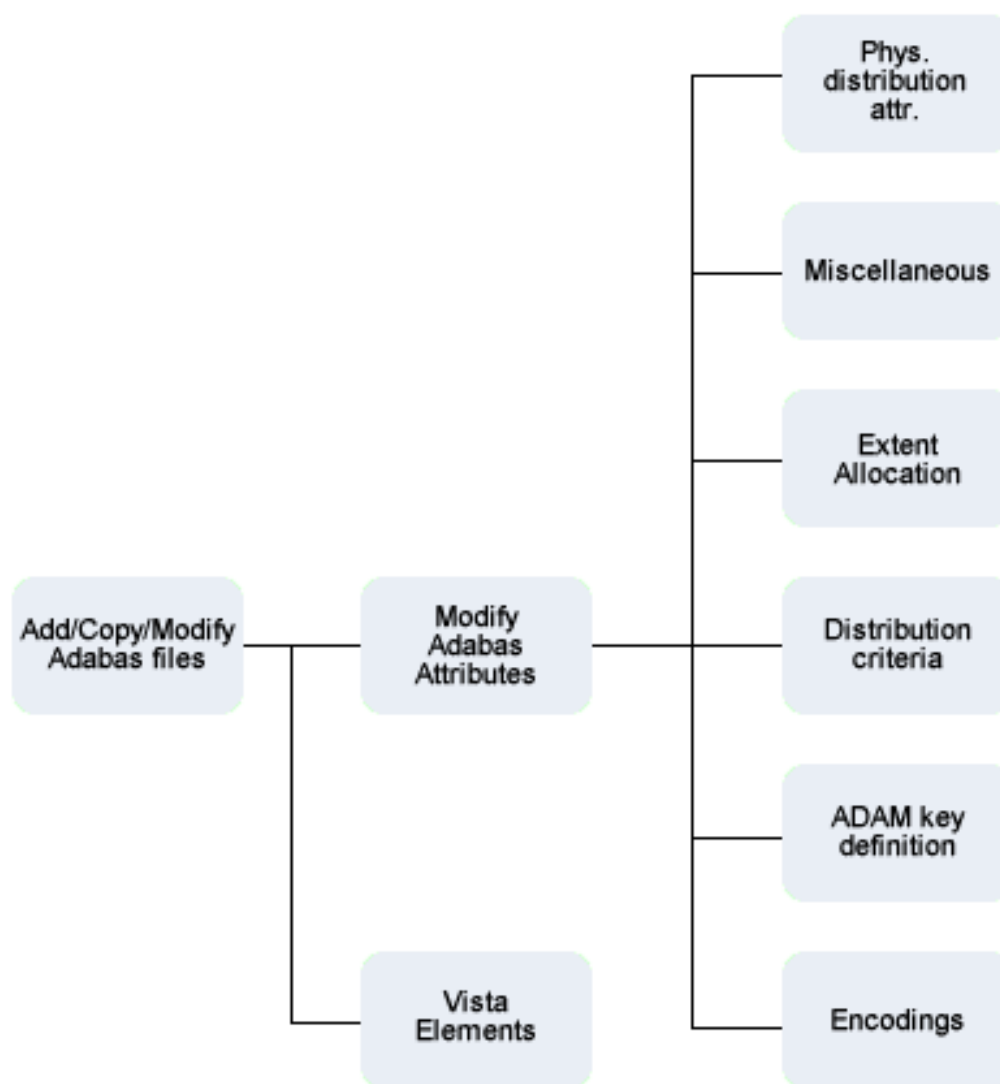 Phys.
distribution
attr.
Miscellaneous
Extent
Allocation
Add/Copy/Modify
Adabas files
Modify
Adabas
Attributes
Distribution
criteria
ADAM key
definition
Vista
Elements
Encodings